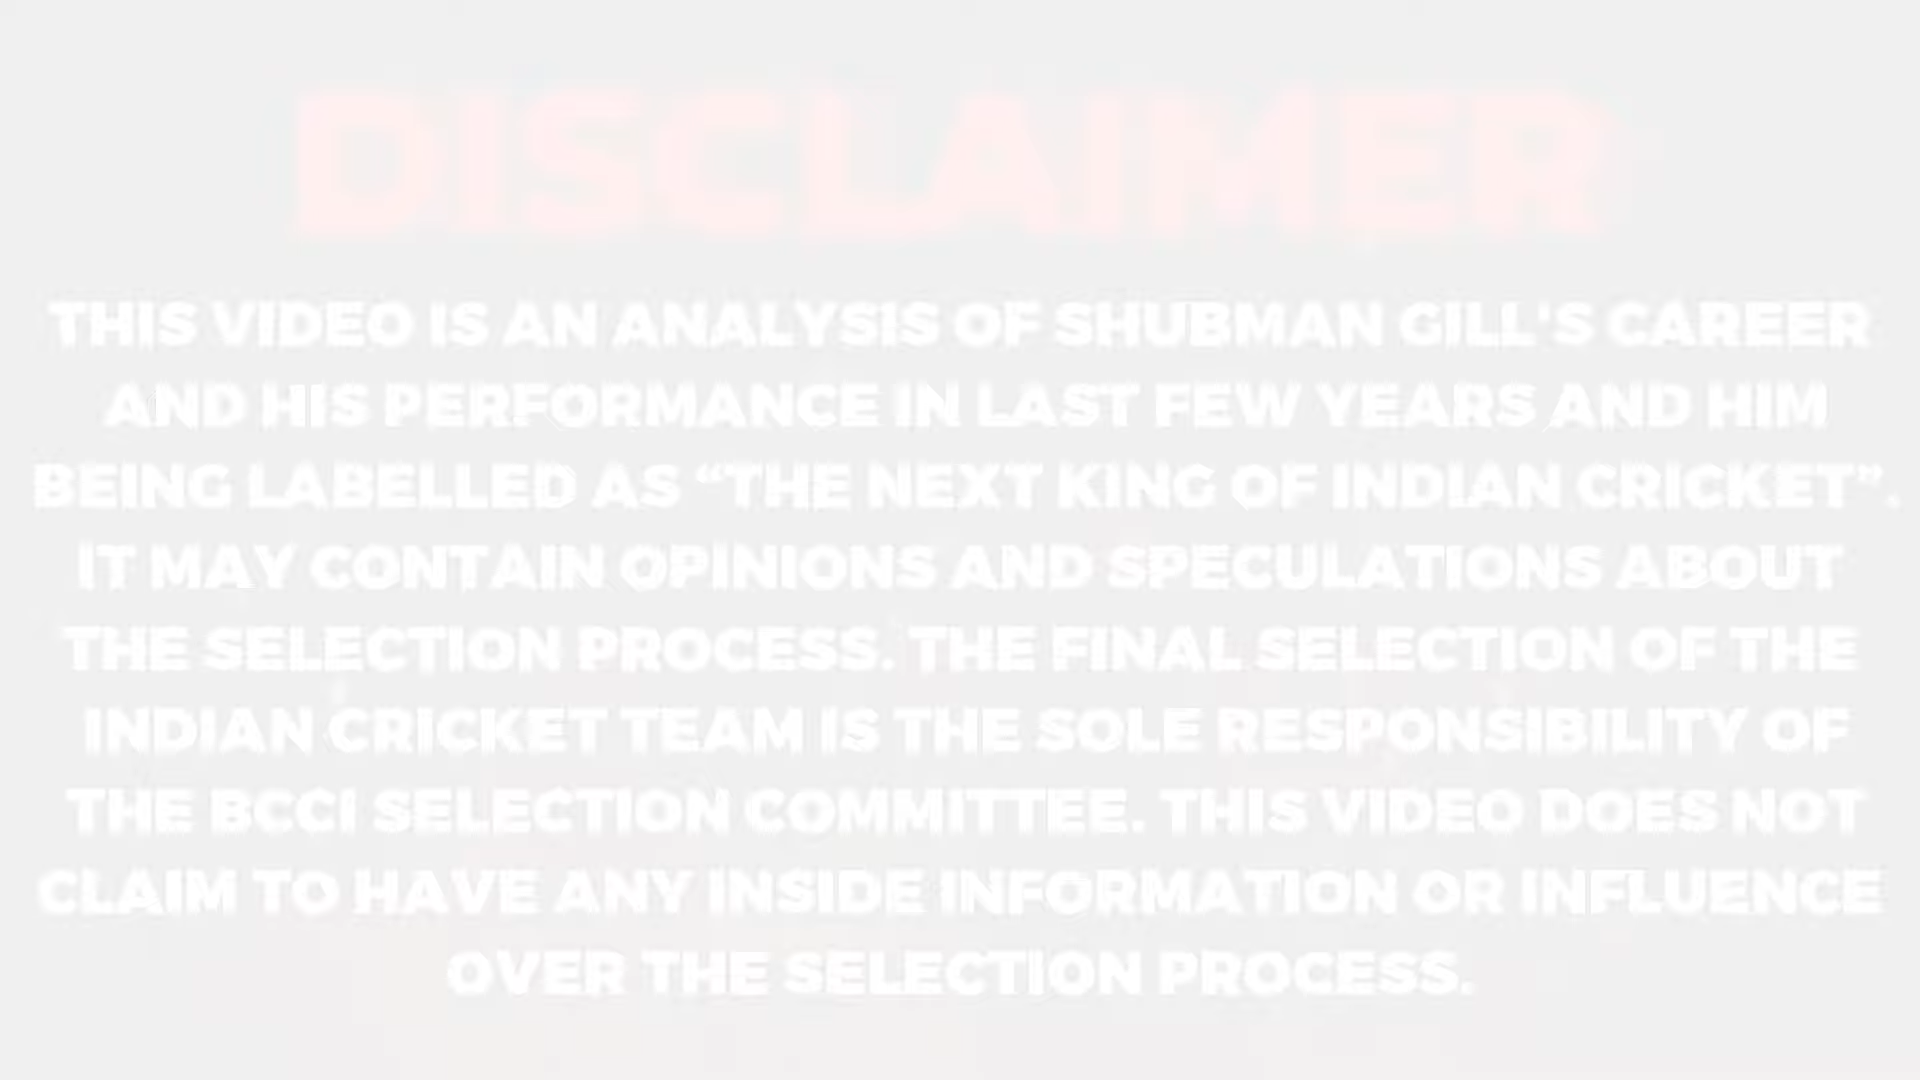 DISCLAIMER
THIS VIDEO IS AN ANALYSIS OF SHUBMAN GILL'S CAREER
AND HIS PERFORMANCE IN LAST FEW YEARS AND HIM
BEING LABELLED AS “THE NEXT KING OF INDIAN CRICKET”.
IT MAY CONTAIN OPINIONS AND SPECULATIONS ABOUT
THE SELECTION PROCESS. THE FINAL SELECTION OF THE
INDIAN CRICKET TEAM IS THE SOLE RESPONSIBILITY OF
THE BCCI SELECTION COMMITTEE. THIS VIDEO DOES NOT
CLAIM TO HAVE ANY INSIDE INFORMATION OR INFLUENCE
OVER THE SELECTION PROCESS.